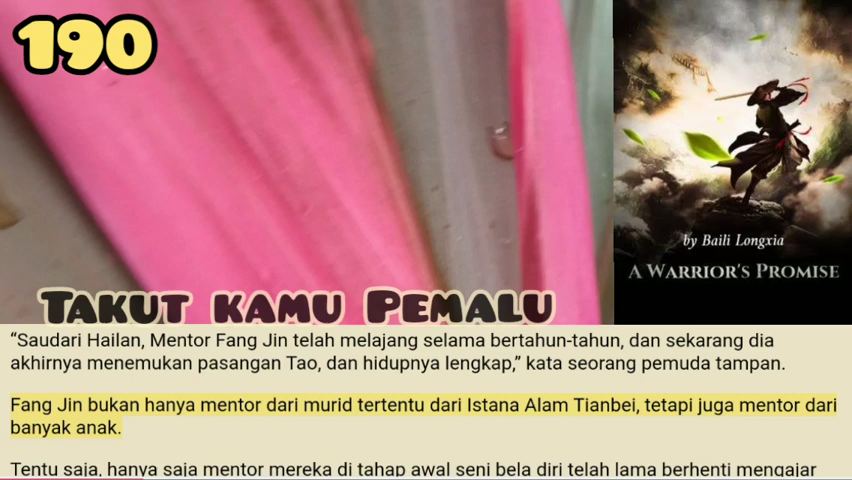 190
by Baili Longxia
A WARRIOR'S PROMISE
TAKUT KAMU PEMALU
“Saudari Hailan, Mentor Fang Jin telah melajang selama bertahun-tahun, dan sekarang dia
akhirnya menemukan pasangan Tao, dan hidupnya lengkap,” kata seorang pemuda tampan.
Fang Jin bukan hanya mentor dari murid tertentu dari Istana Alam Tianbei, tetapi juga mentor dari
banyak anak.
Tentu saja, hanya saja mentor mereka di tahap awal seni bela diri telah lama berhenti mengajar